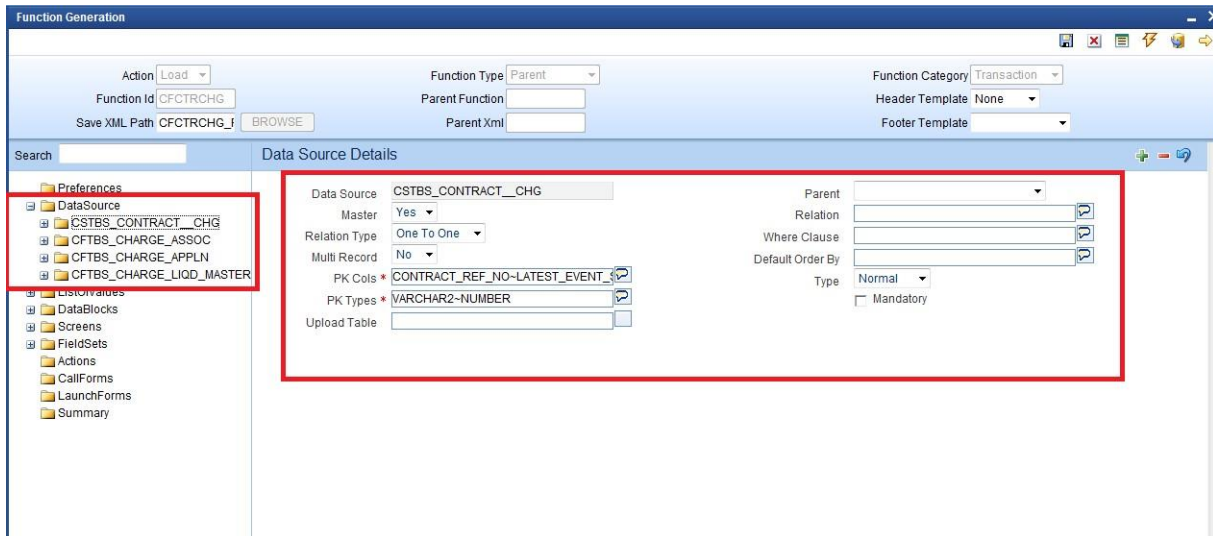 Function Generation
Action Load Function Type Parent Function Category Transaction
Function Id CFCTRCHG Parent Function Header Template None
Save XML Path CFCTRCHG_ BROWSE Parent Xml Footer Template
Search Data Source Details
Preferences
DataSource
CSTBS_CONTRACT__CHG
CFTBS_CHARGE_ASSOC
CFTBS_CHARGE_APPLN
CFTBS_CHARGE_LIQD_MASTER
ListOfValues
DataBlocks
Screens
FieldSets
Actions
CallForms
LaunchForms
Summary
Data Source CSTBS_CONTRACT__CHG Parent
Master Yes Relation
Relation Type One To One Where Clause
Multi Record No Default Order By
PK Cols * CONTRACT_REF_NO~LATEST_EVENT_ Type Normal
PK Types * VARCHAR2~NUMBER Mandatory
Upload Table